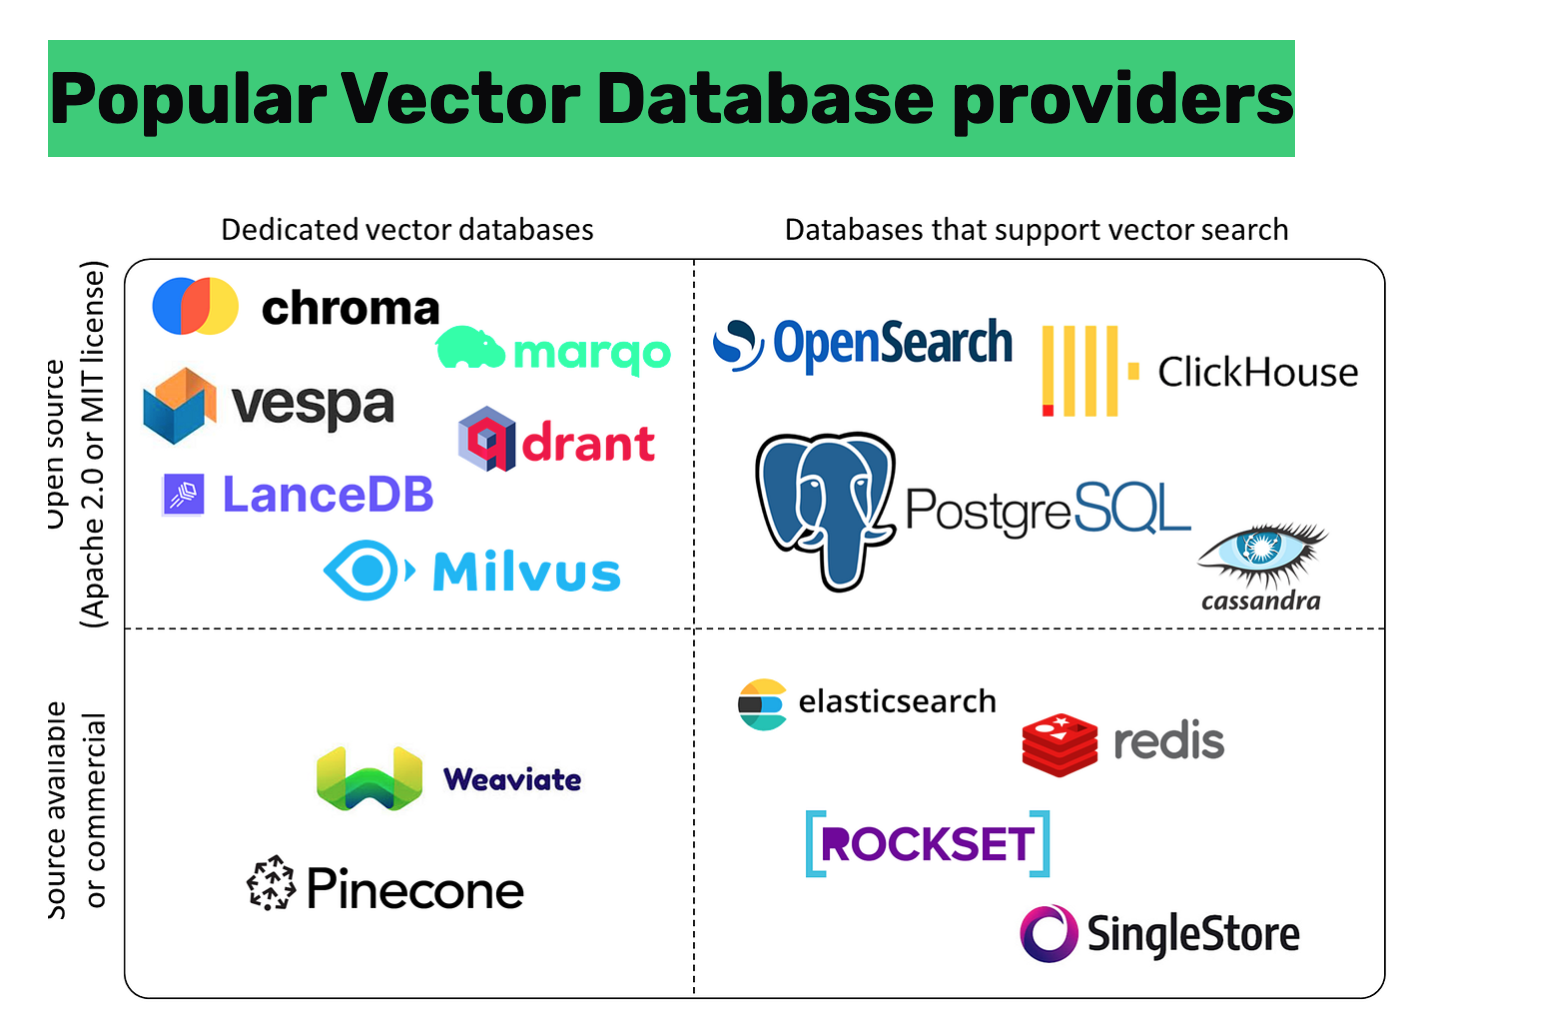 Popular Vector Database providers
Dedicated vector databases
Databases that support vector search
Open source
(Apache 2.0 or MIT license)
chroma
marqo
vespa
qdrant
LanceDB
Milvus
OpenSearch
ClickHouse
PostgreSQL
cassandra
Source available
or commercial
Weaviate
Pinecone
elasticsearch
redis
[ROCKSET]
SingleStore